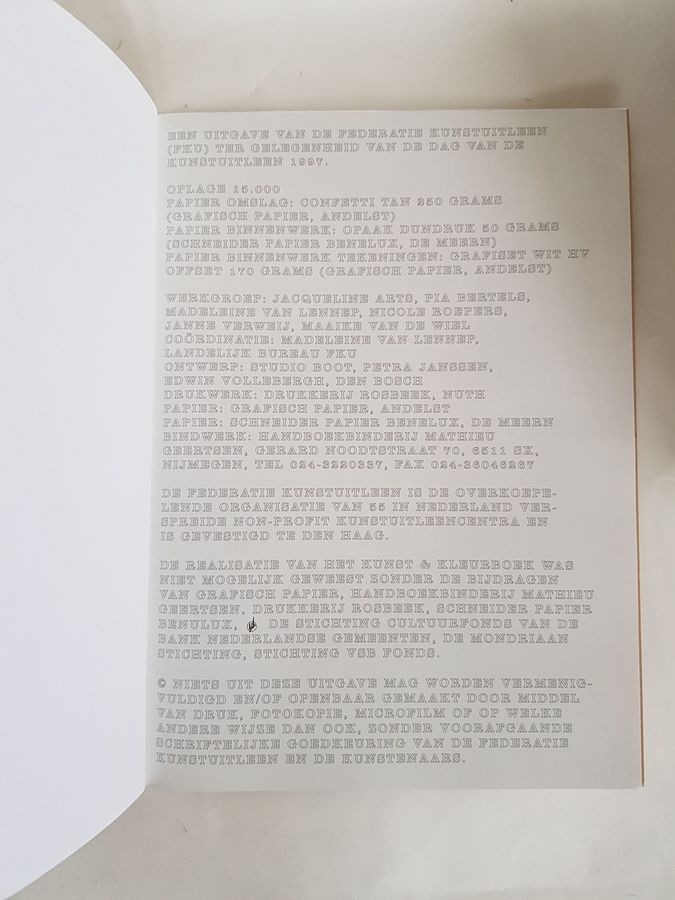 EEN UITGAVE VAN DE FEDERATIE KUNSTUITLEEN
(FKU) TER GELEGENHEID VAN DE DAG VAN DE
KUNSTUITLEEN 1997.
OPLAGE 15.000
PAPIER OMSLAG: CONFETTI TAN 250 GRAMS
(GRAFISCH PAPIER, ANDELST)
PAPIER BINNENWERK: OPAAK DUNDRUK 50 GRAMS
(SCHNEIDER PAPIER BENELUX, DE MEERN)
PAPIER BINNENWERK TEKENINGEN: GRAFISET WIT HV
OFFSET 170 GRAMS (GRAFISCH PAPIER, ANDELST)
WERKGROEP: JACQUELINE ARTS, PIA BERTELS,
MADELEINE VAN LENNEP, NICOLE ROEPERS,
JANNE VERWEIJ, MAAIKE VAN DE WIEL
COÖRDINATIE: MADELEINE VAN LENNEP,
LANDELIJK BUREAU FKU
ONTWERP: STUDIO BOOT, PETRA JANSSEN,
EDWIN VOLLEBERGH, DEN BOSCH
DRUKWERK: DRUKKERIJ ROSBEEK, NUTH
PAPIER: GRAFISCH PAPIER, ANDELST
PAPIER: SCHNEIDER PAPIER BENELUX, DE MEERN
BINDWERK: HANDBOEKBINDERIJ MATHIEU
GEERTSEN, GERARD NOODTSTRAAT 70, 6511 SX,
NIJMEGEN, TEL 024-3220337, FAX 024-36046267
DE FEDERATIE KUNSTUITLEEN IS DE OVERKOEPE-
LENDE ORGANISATIE VAN 55 IN NEDERLAND VER-
SPREIDE NON-PROFIT KUNSTUITLEENCENTRA EN
IS GEVESTIGD TE DEN HAAG.
DE REALISATIE VAN HET KUNST & KLEURBOEK WAS
NIET MOGELIJK GEWEEST ZONDER DE BIJDRAGEN
VAN GRAFISCH PAPIER, HANDBOEKBINDERIJ MATHIEU
GEERTSEN, DRUKKERIJ ROSBEEK, SCHNEIDER PAPIER
BENULUX, DE STICHTING CULTUURFONDS VAN DE
BANK NEDERLANDSE GEMEENTEN, DE MONDRIAAN
STICHTING, STICHTING VSB FONDS.
© NIETS UIT DEZE UITGAVE MAG WORDEN VERMENIG-
VULDIGD EN/OF OPENBAAR GEMAAKT DOOR MIDDEL
VAN DRUK, FOTOKOPIE, MICROFILM OF OP WELKE
ANDERE WIJZE DAN OOK, ZONDER VOORAFGAANDE
SCHRIFTELIJKE GOEDKEURING VAN DE FEDERATIE
KUNSTUITLEEN EN DE KUNSTENAARS.